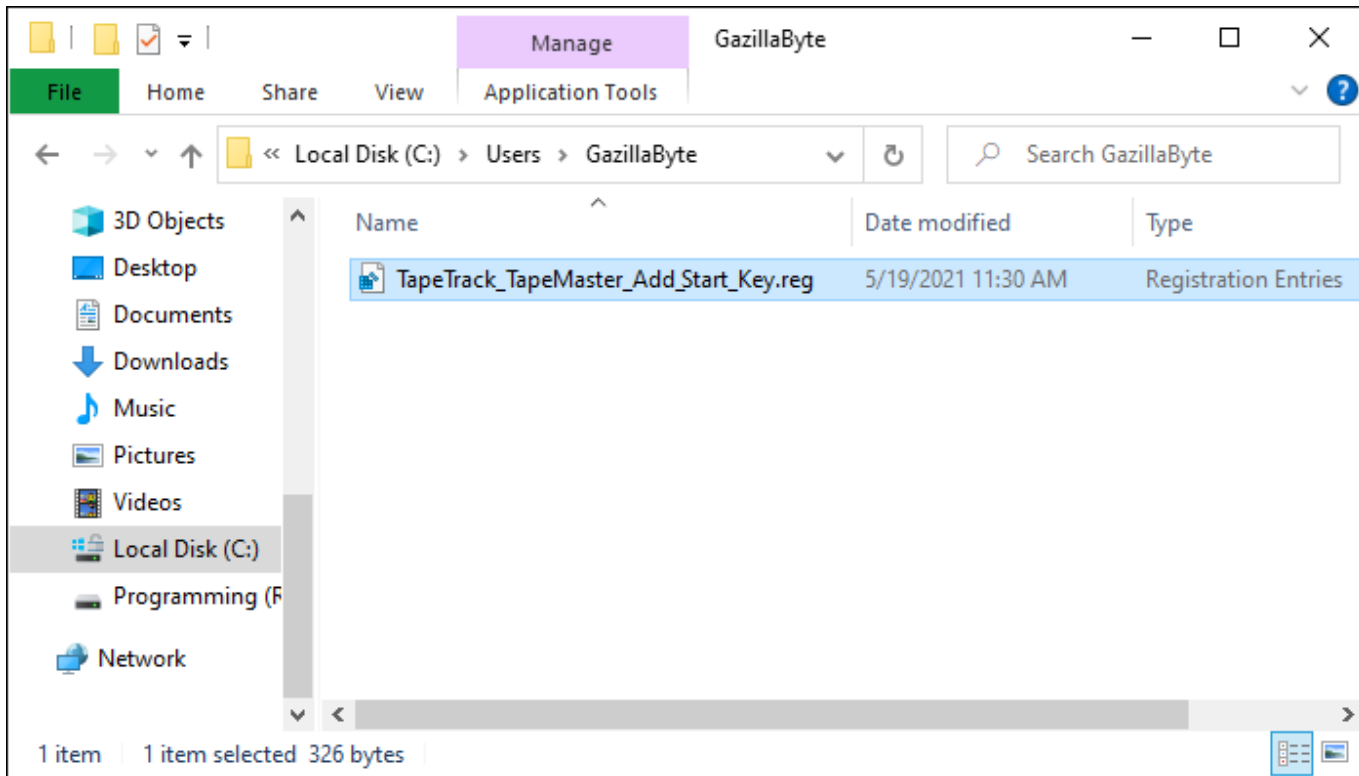 Manage
GazillaByte
File
Home
Share
View
Application Tools
?
« Local Disk (C:) > Users > GazillaByte
Search GazillaByte
Name
Date modified
Type
3D Objects
Desktop
Documents
Downloads
Music
Pictures
Videos
Local Disk (C:)
Programming (R
Network
TapeTrack_TapeMaster_Add_Start_Key.reg
5/19/2021 11:30 AM
Registration Entries
1 item
1 item selected 326 bytes